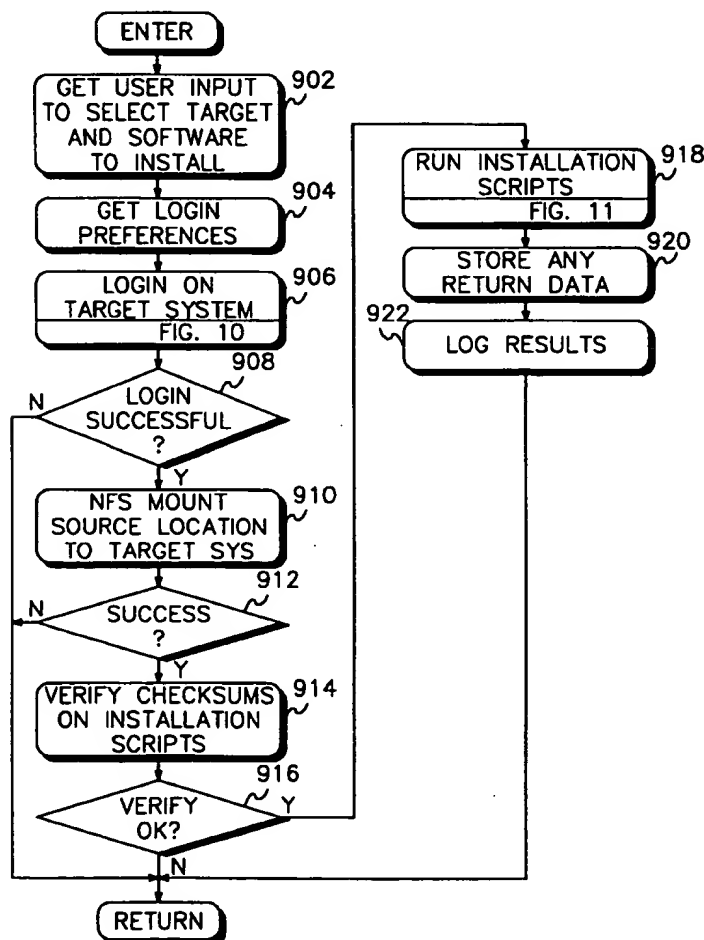 ENTER
902
GET USER INPUT
TO SELECT TARGET
AND SOFTWARE
TO INSTALL
904
GET LOGIN
PREFERENCES
906
LOGIN ON
TARGET SYSTEM
FIG. 10
908
LOGIN
SUCCESSFUL
?
N
Y
910
NFS MOUNT
SOURCE LOCATION
TO TARGET SYS
912
SUCCESS
?
N
Y
914
VERIFY CHECKSUMS
ON INSTALLATION
SCRIPTS
916
VERIFY
OK?
Y
N
RETURN
918
RUN INSTALLATION
SCRIPTS
FIG. 11
920
STORE ANY
RETURN DATA
922
LOG RESULTS